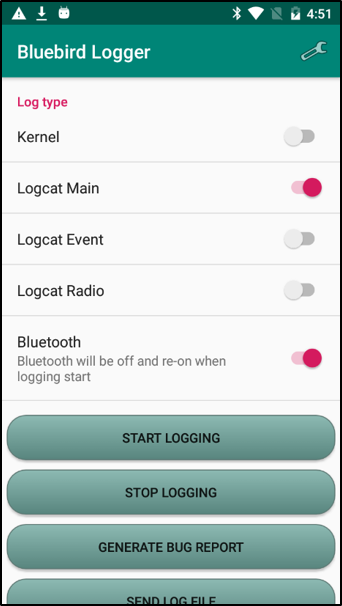 4:51
Bluebird Logger
Log type
Kernel
Logcat Main
Logcat Event
Logcat Radio
Bluetooth
Bluetooth will be off and re-on when
logging start
START LOGGING
STOP LOGGING
GENERATE BUG REPORT
SEND LOG FILE